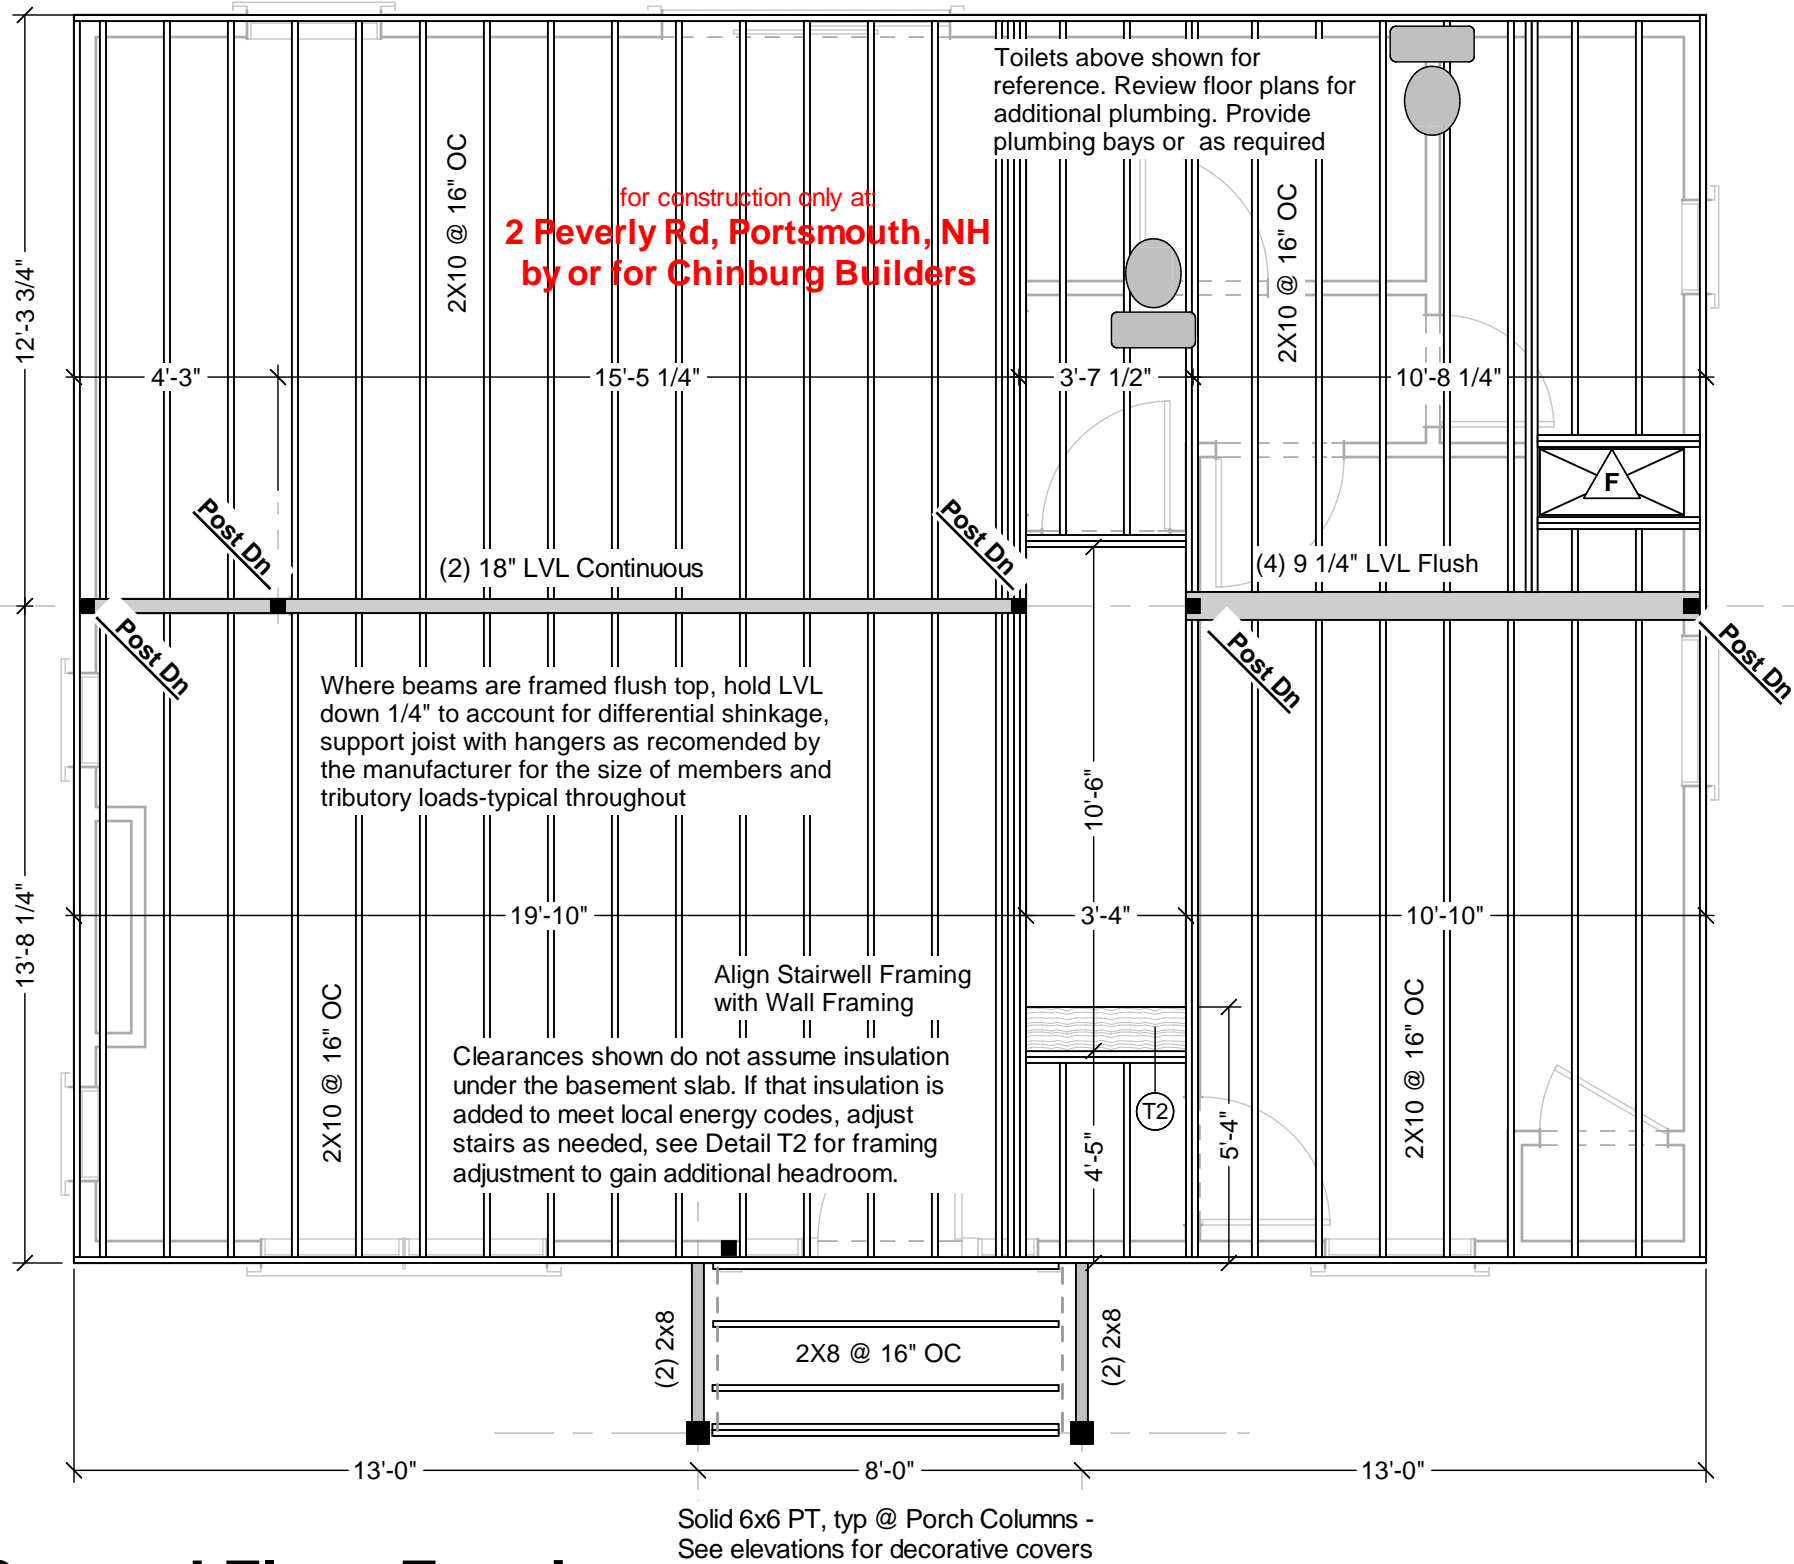 Toilets above shown for
reference. Review floor plans for
additional plumbing. Provide
plumbing bays or as required
2X10 @ 16" OC
2X10 @ 16" OC
for construction only at:
2 Peverly Rd, Portsmouth, NH
by or for Chinburg Builders
12'-3 3/4"
4'-3"
15'-5 1/4"
3'-7 1/2"
10'-8 1/4"
F
Post Dn
Post Dn
(2) 18" LVL Continuous
(4) 9 1/4" LVL Flush
Post Dn
Post Dn
Post Dn
Where beams are framed flush top, hold LVL
down 1/4" to account for differential shinkage,
support joist with hangers as recomended by
the manufacturer for the size of members and
tributory loads-typical throughout
10'-6"
13'-8 1/4"
19'-10"
3'-4"
10'-10"
Align Stairwell Framing
with Wall Framing
2X10 @ 16" OC
2X10 @ 16" OC
Clearances shown do not assume insulation
under the basement slab. If that insulation is
added to meet local energy codes, adjust
stairs as needed, see Detail T2 for framing
adjustment to gain additional headroom.
T2
4'-5"
5'-4"
(2) 2x8
2X8 @ 16" OC
(2) 2x8
13'-0"
8'-0"
13'-0"
Solid 6x6 PT, typ @ Porch Columns -
See elevations for decorative covers